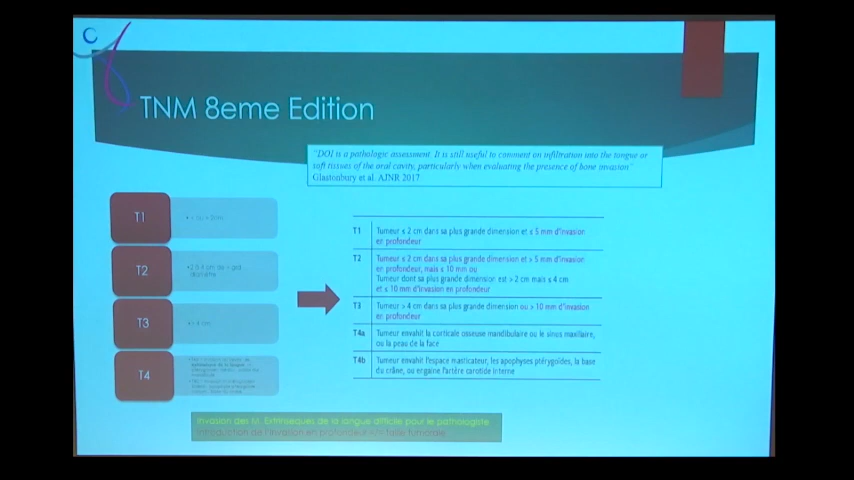 TNM 8eme Edition
"DOI is a pathologic assessment. It is still useful to comment on infiltration into the tongue or
soft tissues of the oral cavity, particularly when evaluating the presence of bone invasion"
Glastonbury et al. AJNR 2017
T1
T2
T3
T4
T1 Tumeur ≤ 2 cm dans sa plus grande dimension et ≤ 5 mm d'invasion
en profondeur
T2 Tumeur ≤ 2 cm dans sa plus grande dimension et > 5 mm d'invasion
en profondeur, mais ≤ 10 mm ou
Tumeur dont sa plus grande dimension est > 2 cm mais ≤ 4 cm
et ≤ 10 mm d'invasion en profondeur
T3 Tumeur > 4 cm dans sa plus grande dimension ou > 10 mm d'invasion
en profondeur
T4a Tumeur envahit la corticale osseuse mandibulaire ou le sinus maxillaire,
ou la peau de la face
T4b Tumeur envahit l'espace masticateur, les apophyses ptérygoïdes, la base
du crâne, ou engaine l'artère carotide interne
Invasion des M. Extrinseques de la langue difficile pour le pathologiste
Introduction de l'invasion en profondeur taille tumorale